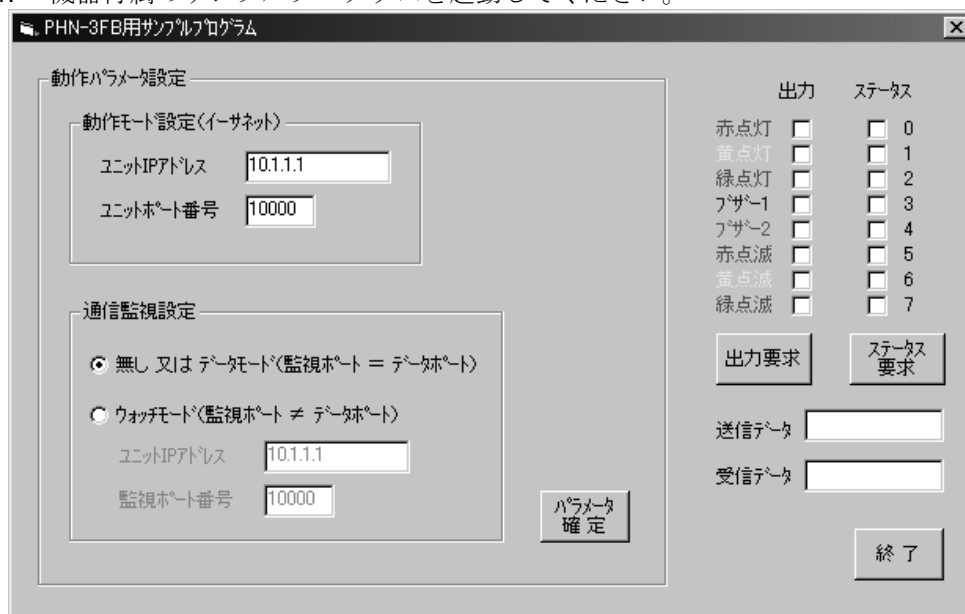 PHN-3FB用ｻﾝﾌﾟﾙﾌﾟﾛｸﾞﾗﾑ
動作ﾊﾟﾗﾒｰﾀ設定
動作ﾓｰﾄﾞ設定(ｲｰｻﾈｯﾄ)
ﾕﾆｯﾄIPｱﾄﾞﾚｽ 10.1.1.1
ﾕﾆｯﾄﾎﾟｰﾄ番号 10000
通信監視設定
無し 又は ﾃﾞｰﾀﾓｰﾄﾞ(監視ﾎﾟｰﾄ ＝ ﾃﾞｰﾀﾎﾟｰﾄ)
ｳｫｯﾁﾓｰﾄﾞ(監視ﾎﾟｰﾄ ≠ ﾃﾞｰﾀﾎﾟｰﾄ)
ﾕﾆｯﾄIPｱﾄﾞﾚｽ 10.1.1.1
監視ﾎﾟｰﾄ番号 10000
ﾊﾟﾗﾒｰﾀ
確 定
出力 ｽﾃｰﾀｽ
赤点灯 0
黄点灯 1
緑点灯 2
ﾌﾞｻﾞｰ1 3
ﾌﾞｻﾞｰ2 4
赤点滅 5
黄点滅 6
緑点滅 7
出力要求
ｽﾃｰﾀｽ
要求
送信ﾃﾞｰﾀ
受信ﾃﾞｰﾀ
終 了